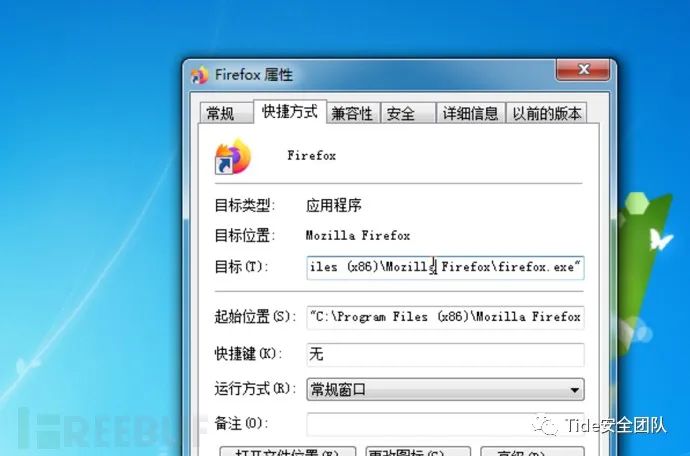 Firefox 属性
常规 快捷方式 兼容性 安全 详细信息 以前的版本
Firefox
目标类型: 应用程序
目标位置: Mozilla Firefox
目标(T): iles (x86)\Mozilla Firefox\firefox.exe"
起始位置(S): "C:\Program Files (x86)\Mozilla Firefox
快捷键(K): 无
运行方式(R): 常规窗口
备注(O):
打开文件位置(F) 更改图标(C)... 高级(D)...
FREEBUF
Tide安全团队